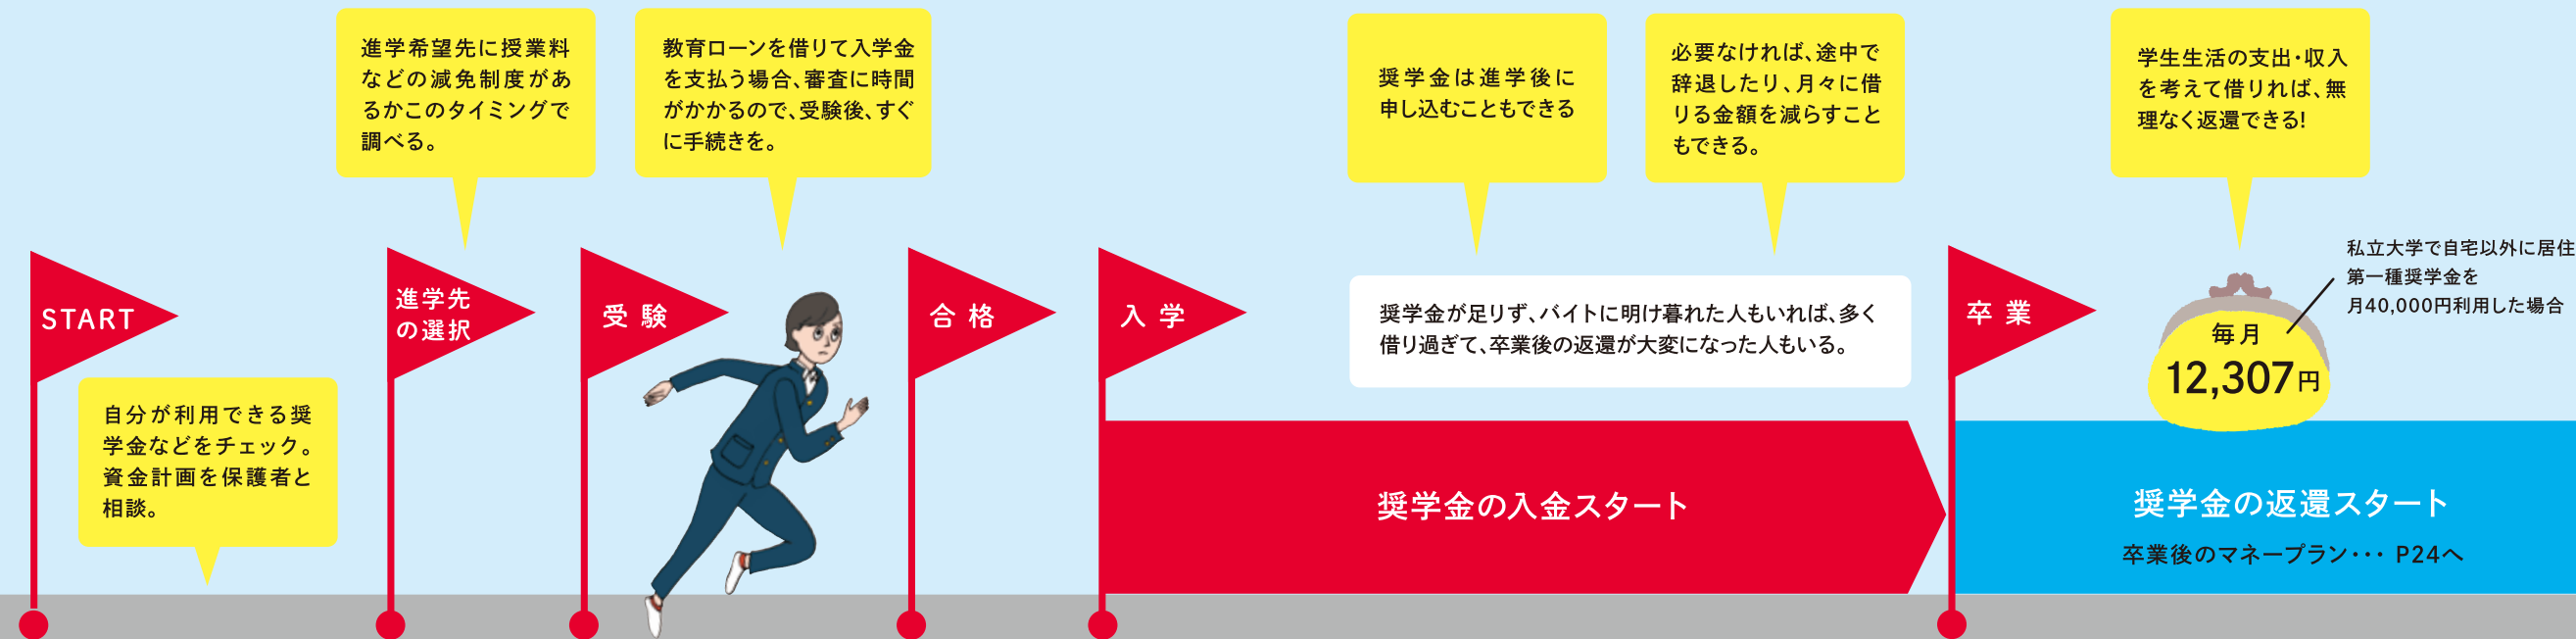 START
自分が利用できる奨
学金などをチェック。
資金計画を保護者と
相談。
進学希望先に授業料
などの減免制度があ
るかこのタイミングで
調べる。
進学先
の選択
教育ローンを借りて入学金
を支払う場合、審査に時間
がかかるので、受験後、すぐ
に手続きを。
受験
合格
入学
奨学金は進学後に
申し込むこともできる
必要なければ、途中で
辞退したり、月々に借
りる金額を減らすこと
もできる。
奨学金が足りず、バイトに明け暮れた人もいれば、多く
借り過ぎて、卒業後の返還が大変になった人もいる。
奨学金の入金スタート
卒業
学生生活の支出・収入
を考えて借りれば、無
理なく返還できる!
私立大学で自宅以外に居住
第一種奨学金を
月40,000円利用した場合
毎月
12,307円
奨学金の返還スタート
卒業後のマネープラン・・・ P24へ